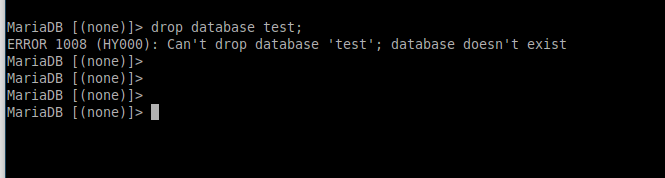 MariaDB [(none)]> drop database test;
ERROR 1008 (HY000): Can't drop database 'test'; database doesn't exist
MariaDB [(none)]>
MariaDB [(none)]>
MariaDB [(none)]>
MariaDB [(none)]>